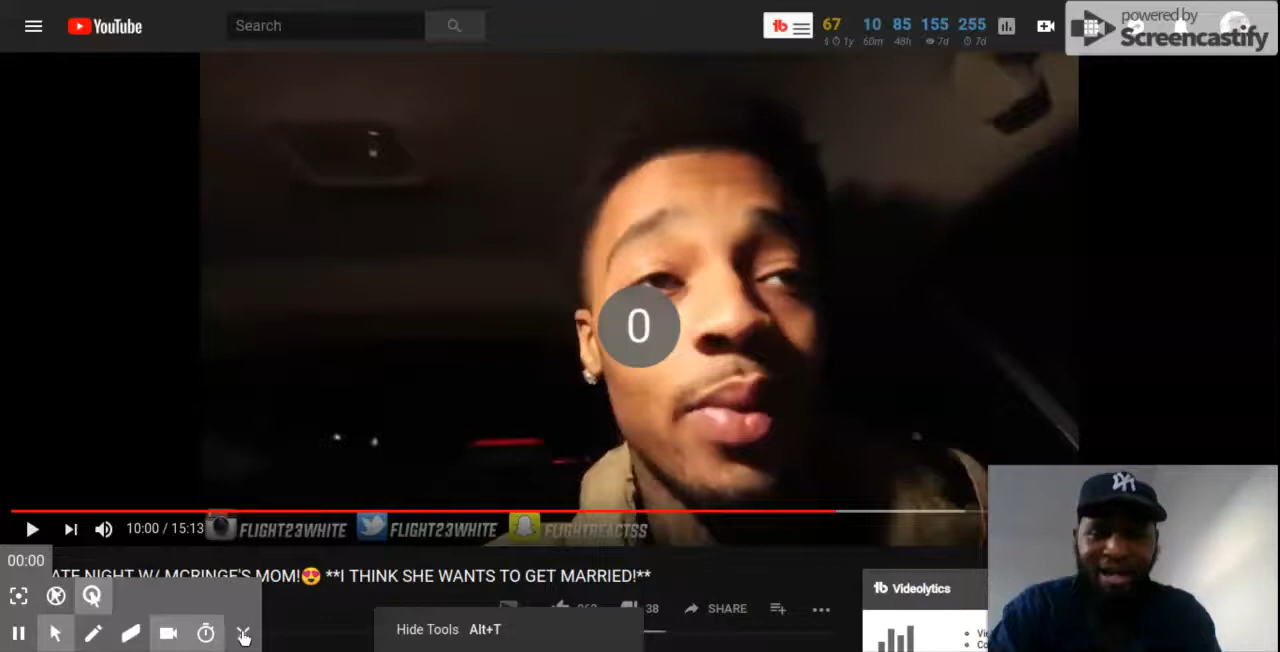 YouTube
Search
67
1y
10
60m
85
48h
155
7d
255
7d
powered by
Screencastify
0
10:00 / 15:13
FLIGHT23WHITE
FLIGHT23WHITE
FLIGHTREACTSS
00:00
ATE NIGHT W/ MCRINGE'S MOM!😍 **I THINK SHE WANTS TO GET MARRIED!**
38
SHARE
Videolytics
Hide Tools Alt+T